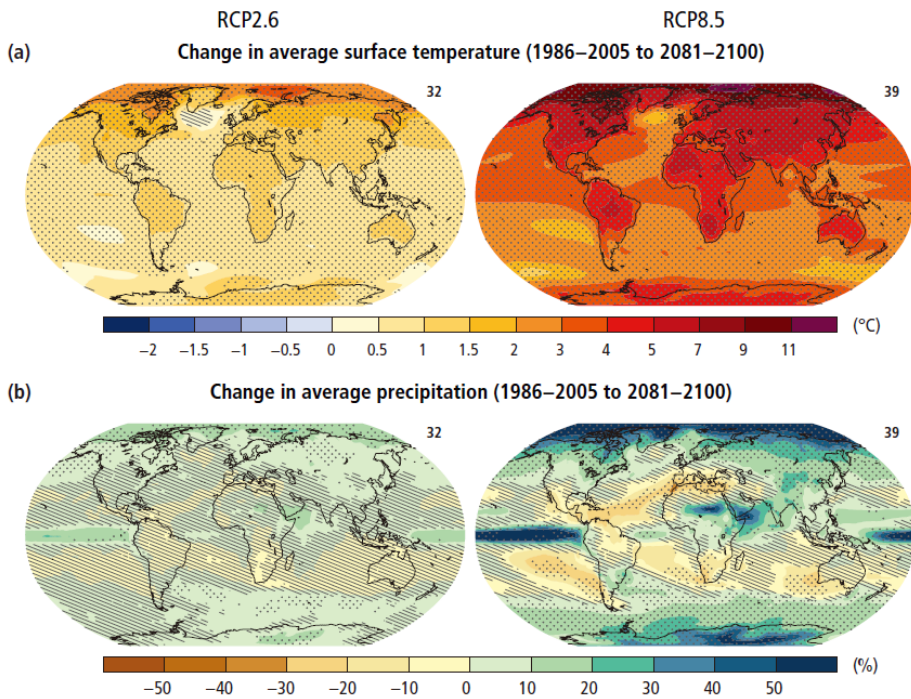 RCP2.6 RCP8.5
(a) Change in average surface temperature (1986–2005 to 2081–2100)
32 39
(°C)
−2 −1.5 −1 −0.5 0 0.5 1 1.5 2 3 4 5 7 9 11
(b) Change in average precipitation (1986–2005 to 2081–2100)
32 39
(%)
−50 −40 −30 −20 −10 0 10 20 30 40 50